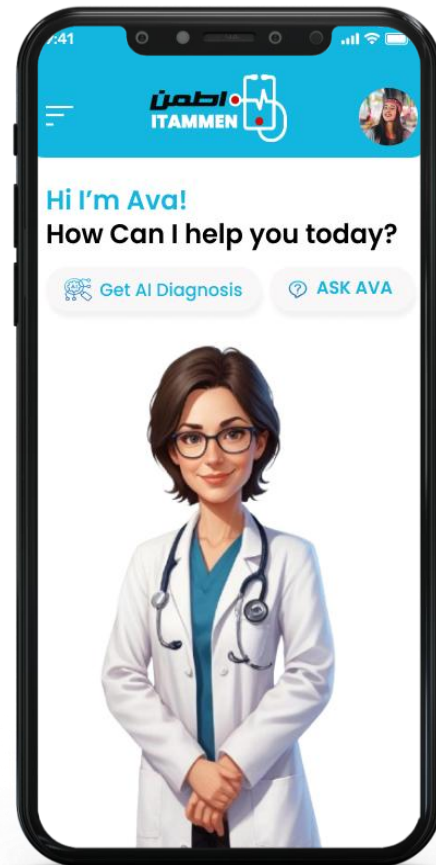 :41
اطمن
ITAMMEN
Hi I'm Ava!
How Can I help you today?
Get AI Diagnosis
ASK AVA